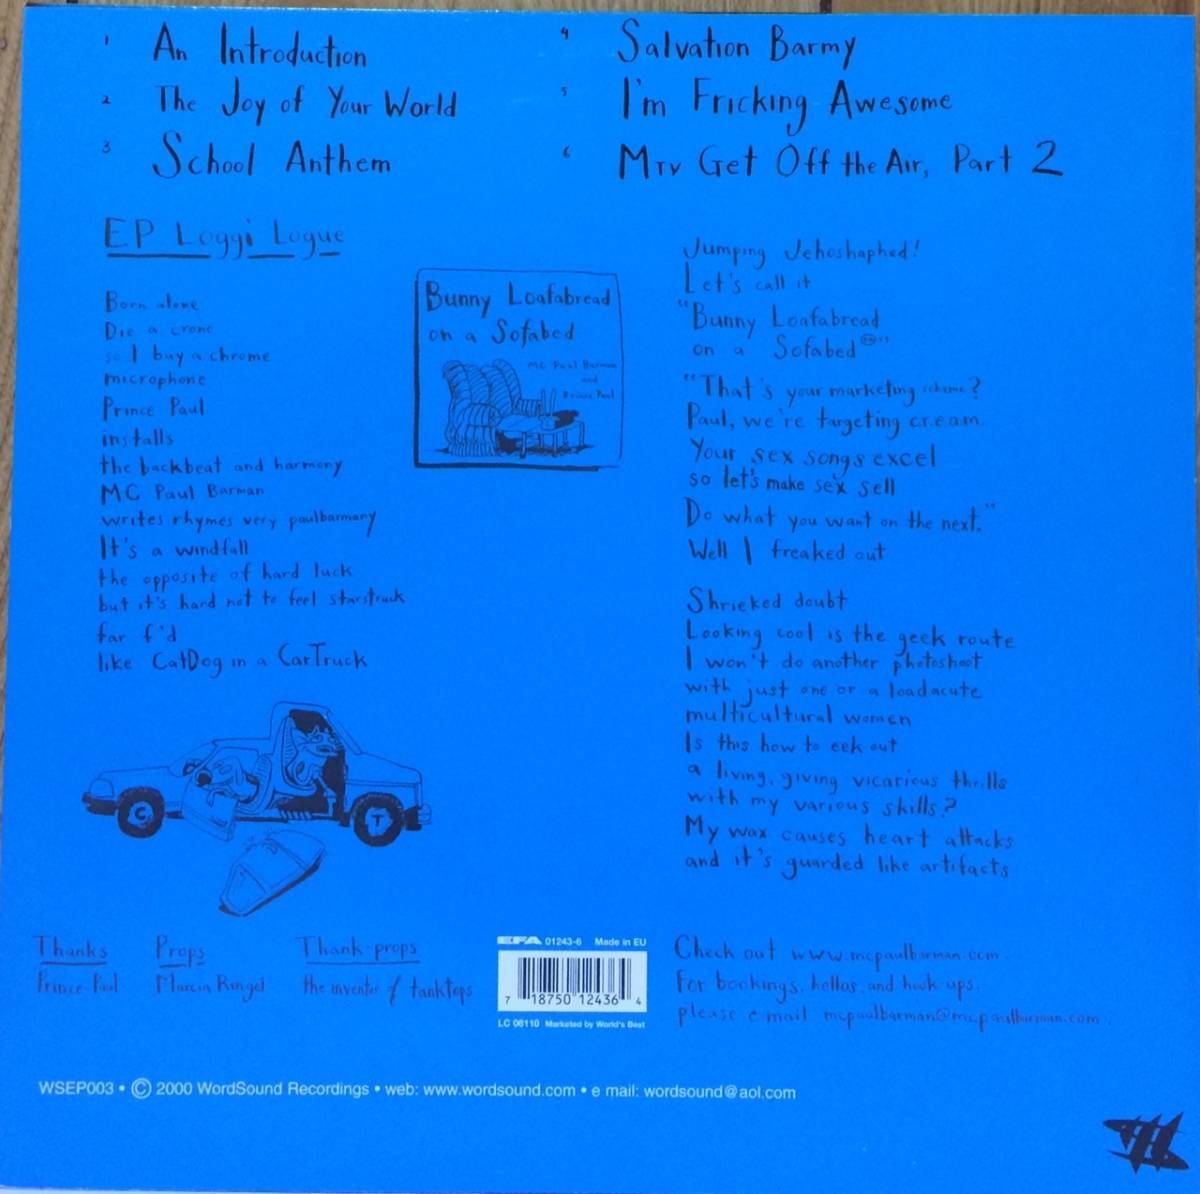 1 An Introduction
2 The Joy of Your World
3 School Anthem
4 Salvation Barmy
5 I'm Fricking Awesome
6 Mtv Get Off the Air, Part 2
EP Loggi Logue
Born alone
Die a crone
so I buy a chrome
microphone
Prince Paul
installs
the backbeat and harmony
MC Paul Barman
writes rhymes very paulbarmany
It's a windfall
the opposite of hard luck
but it's hard not to feel starstruck
far f'd
like CatDog in a CarTruck
Bunny Loafabread
on a Sofabed
MC Paul Barman
and
Prince Paul
Jumping Jehoshaphed!
Let's call it
"Bunny Loafabread
on a Sofabed"
"That's your marketing scheme?
Paul, we're targeting c.r.e.a.m.
Your sex songs excel
so let's make sex sell
Do what you want on the next."
Well I freaked out
Shrieked doubt
Looking cool is the geek route
I won't do another photoshoot
with just one or a loadacute
multicultural women
Is this how to eek out
a living, giving vicarious thrills
with my various skills?
My wax causes heart attacks
and it's guarded like artifacts
C
T
Thanks
Prince Paul
Props
Marcia Ringel
Thank-props
the inventor of tanktops
EFA 01243-6 Made in EU
7 18750 12436 4
LC 06110 Marketed by World's Best
Check out www.mcpaulbarman.com.
For bookings, hellos, and hook ups,
please e mail mcpaulbarman@mcpaulbarman.com.
WSEP003 • © 2000 WordSound Recordings • web: www.wordsound.com • e mail: wordsound@aol.com